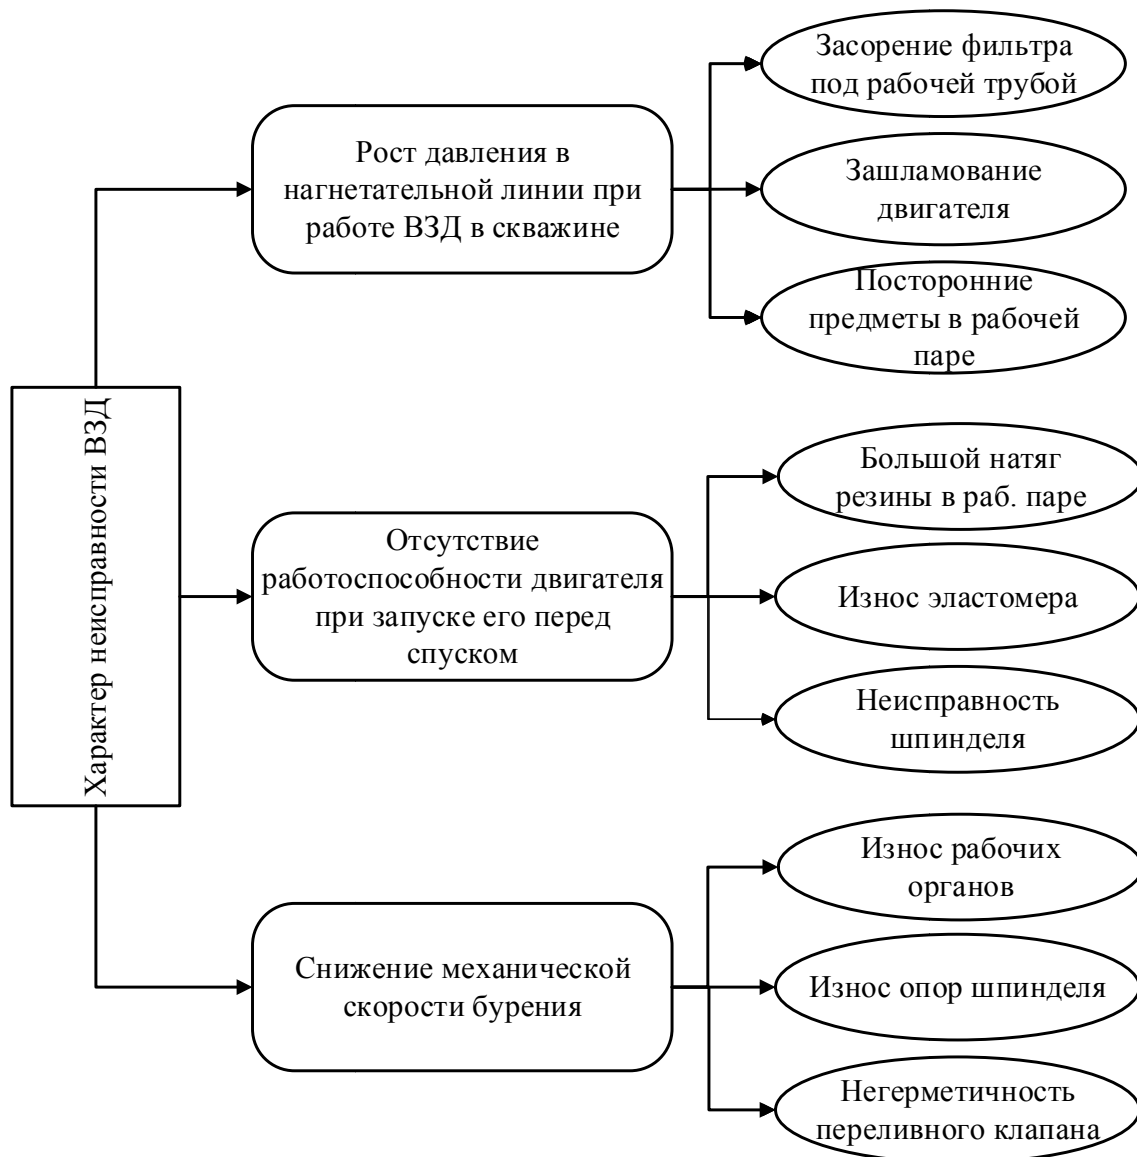 Характер неисправности ВЗД
Рост давления в
нагнетательной линии при
работе ВЗД в скважине
Засорение фильтра
под рабочей трубой
Зашламование
двигателя
Посторонние
предметы в рабочей
паре
Отсутствие
работоспособности двигателя
при запуске его перед
спуском
Большой натяг
резины в раб. паре
Износ эластомера
Неисправность
шпинделя
Снижение механической
скорости бурения
Износ рабочих
органов
Износ опор шпинделя
Негерметичность
переливного клапана